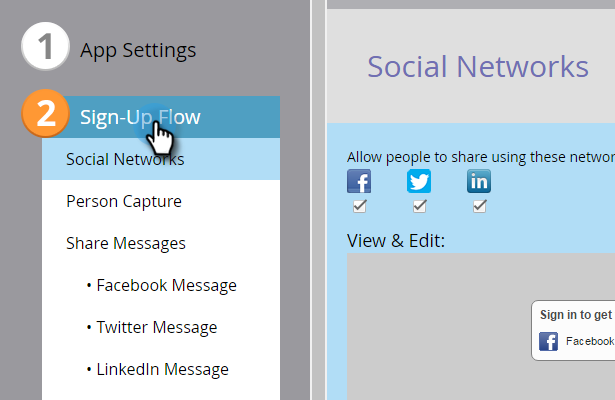 1 App Settings
2 Sign-Up Flow
Social Networks
Person Capture
Share Messages
• Facebook Message
• Twitter Message
• LinkedIn Message
Social Networks
Allow people to share using these networ
View & Edit:
Sign in to get
Facebook